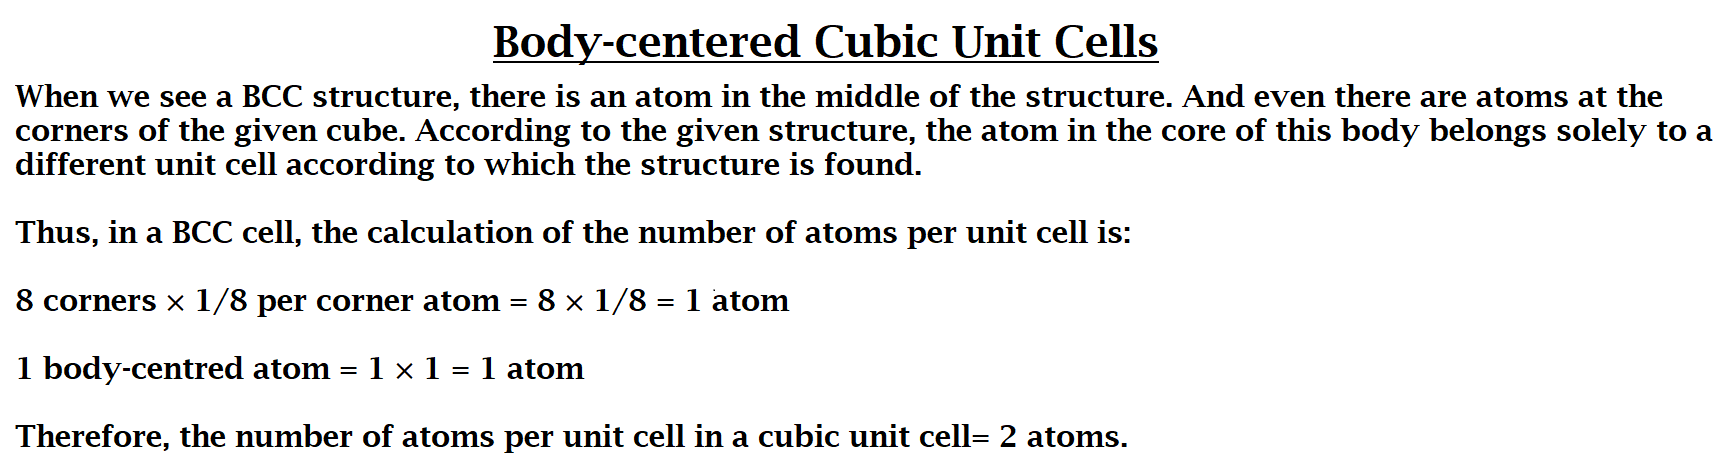 Body-centered Cubic Unit Cells
When we see a BCC structure, there is an atom in the middle of the structure. And even there are atoms at the
corners of the given cube. According to the given structure, the atom in the core of this body belongs solely to a
different unit cell according to which the structure is found.
Thus, in a BCC cell, the calculation of the number of atoms per unit cell is:
8 corners × 1/8 per corner atom = 8 × 1/8 = 1 atom
1 body-centred atom = 1 × 1 = 1 atom
Therefore, the number of atoms per unit cell in a cubic unit cell= 2 atoms.